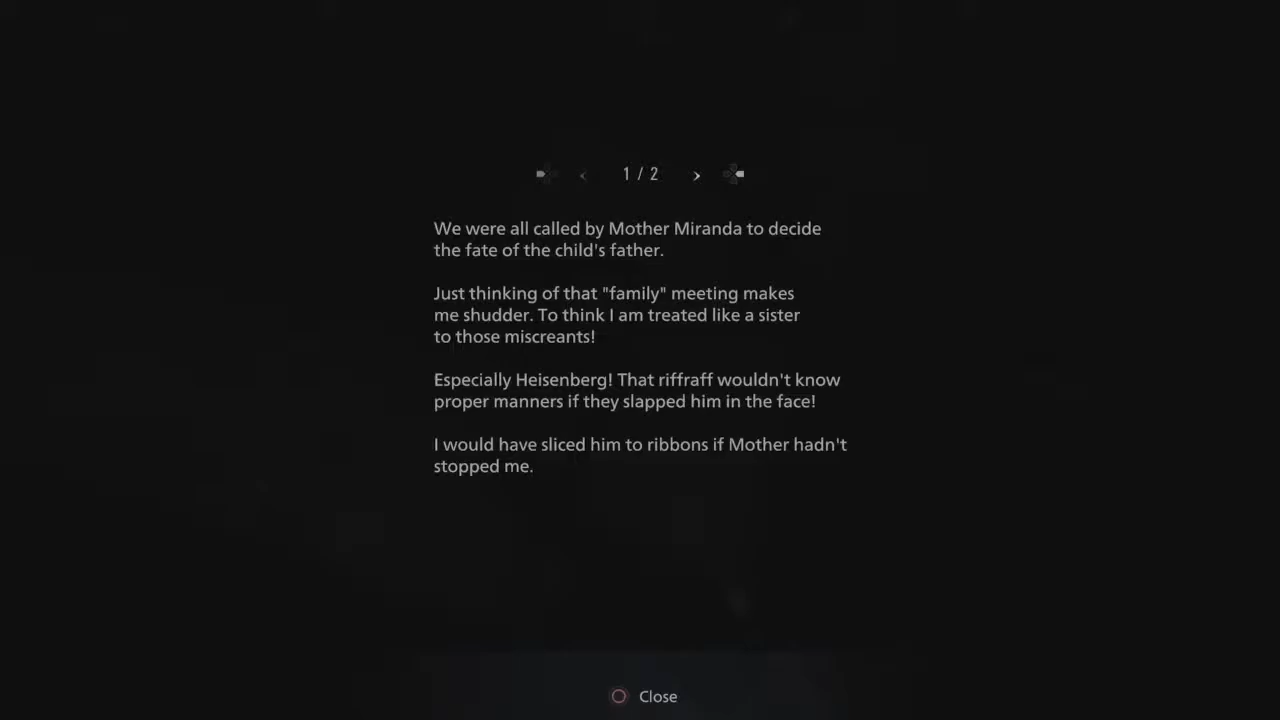 1 / 2
We were all called by Mother Miranda to decide
the fate of the child's father.
Just thinking of that "family" meeting makes
me shudder. To think I am treated like a sister
to those miscreants!
Especially Heisenberg! That riffraff wouldn't know
proper manners if they slapped him in the face!
I would have sliced him to ribbons if Mother hadn't
stopped me.
Close